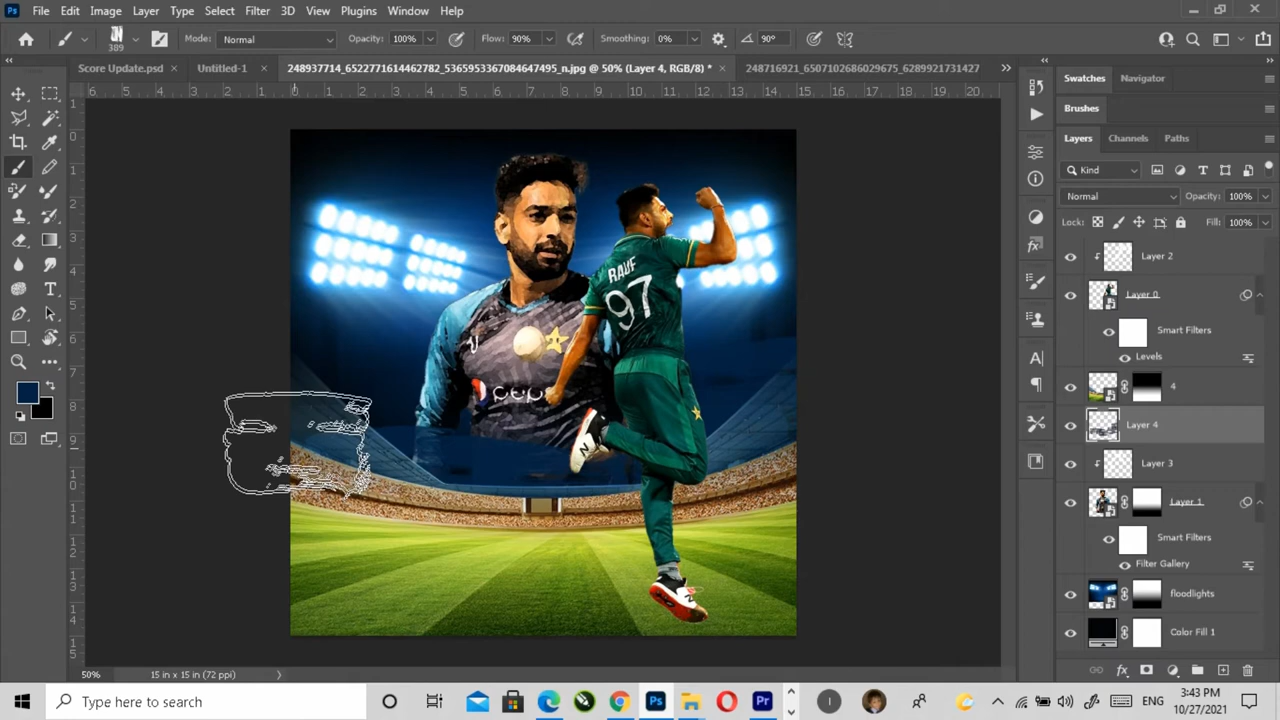 Ps File Edit Image Layer Type Select Filter 3D View Plugins Window Help
389 Mode: Normal Opacity: 100% Flow: 90% Smoothing: 0% 90°
Score Update.psd × Untitled-1 × 248937714_6522771614462782_5365953367084647495_n.jpg @ 50% (Layer 4, RGB/8) * × 248716921_6507102686029675_6289921731427
Swatches Navigator
Brushes
Layers Channels Paths
Kind
Normal Opacity: 100%
Lock: Fill: 100%
Layer 2
Layer 0
Smart Filters
Levels
4
Layer 4
Layer 3
Layer 1
Smart Filters
Filter Gallery
floodlights
Color Fill 1
RAUF
97
pepsi
N
50% 15 in x 15 in (72 ppi)
Type here to search
Ps
Pr
ENG
3:43 PM
10/27/2021